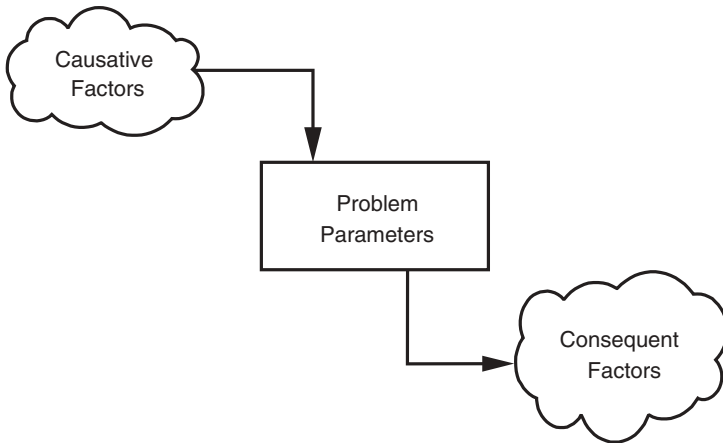 Causative
Factors
Problem
Parameters
Consequent
Factors